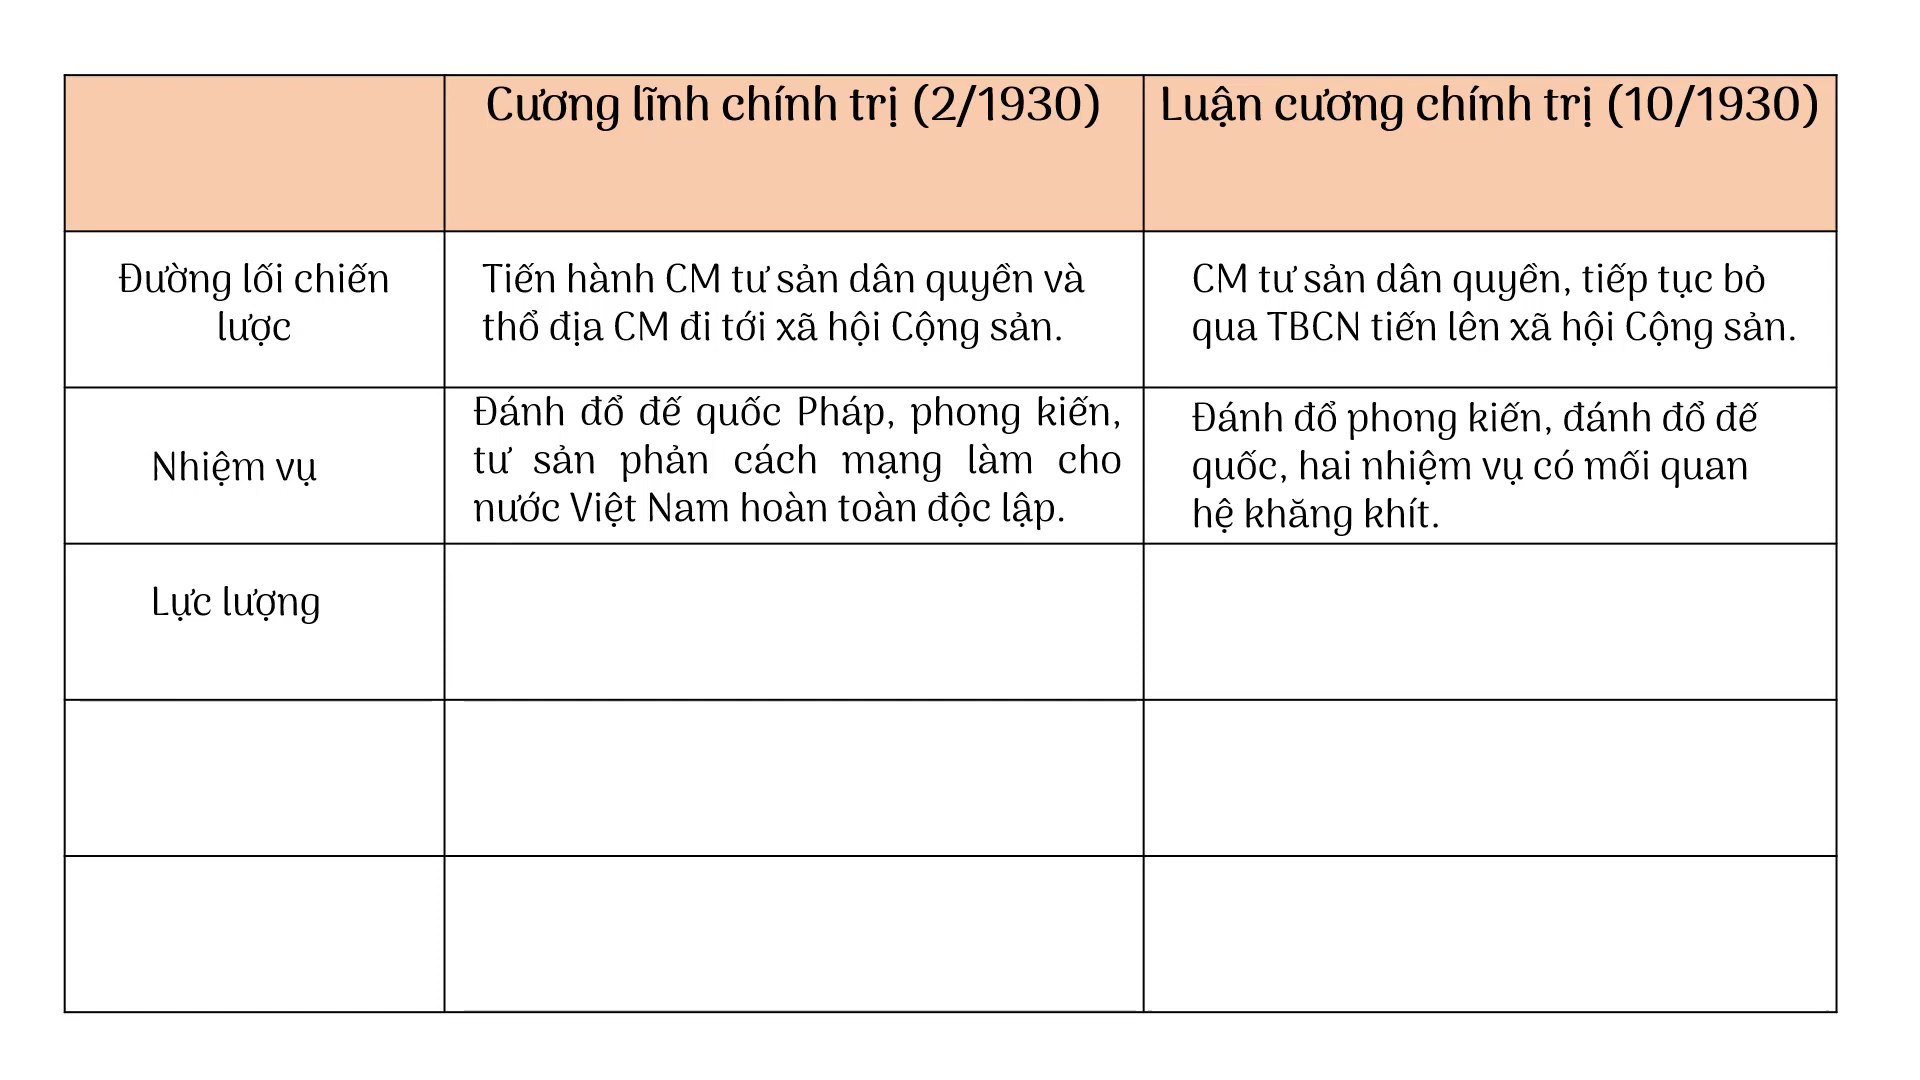 Cương lĩnh chính trị (2/1930)
Luận cương chính trị (10/1930)
Đường lối chiến
lược
Tiến hành CM tư sản dân quyền và
thổ địa CM đi tới xã hội Cộng sản.
CM tư sản dân quyền, tiếp tục bỏ
qua TBCN tiến lên xã hội Cộng sản.
Nhiệm vụ
Đánh đổ đế quốc Pháp, phong kiến,
tư sản phản cách mạng làm cho
nước Việt Nam hoàn toàn độc lập.
Đánh đổ phong kiến, đánh đổ đế
quốc, hai nhiệm vụ có mối quan
hệ khăng khít.
Lực lượng